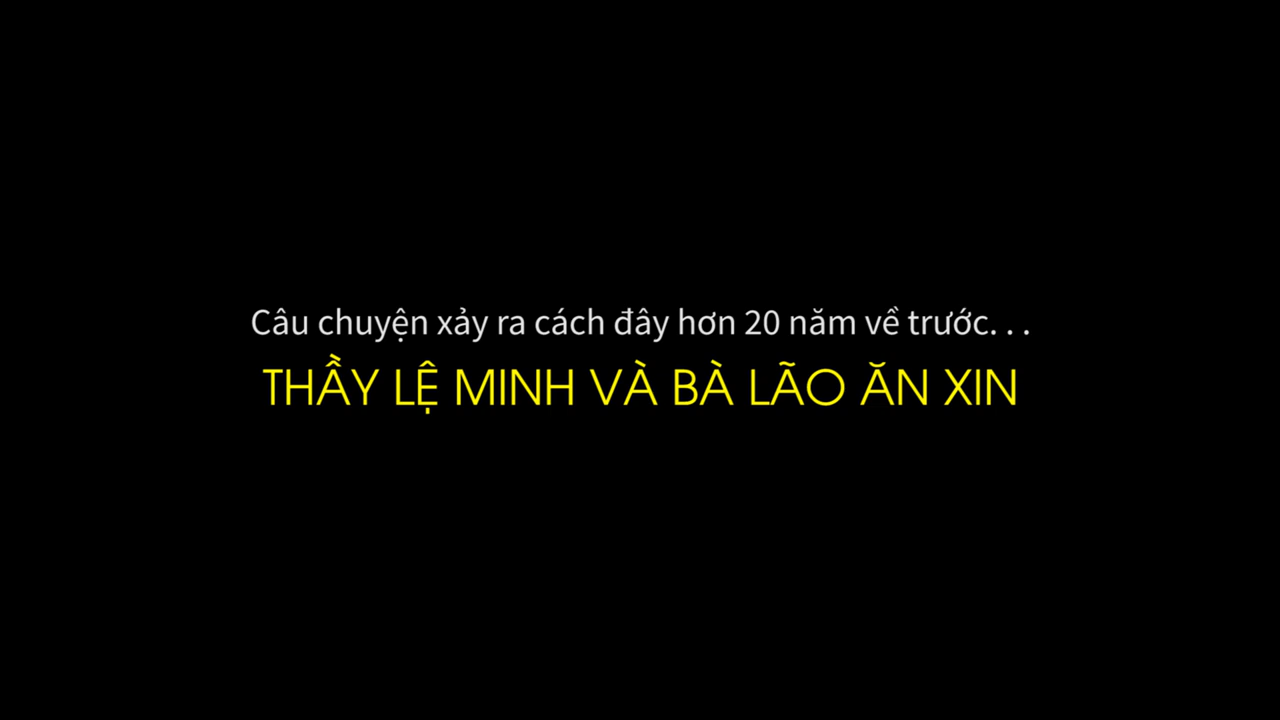 Câu chuyện xảy ra cách đây hơn 20 năm về trước. . .
THẦY LỆ MINH VÀ BÀ LÃO ĂN XIN